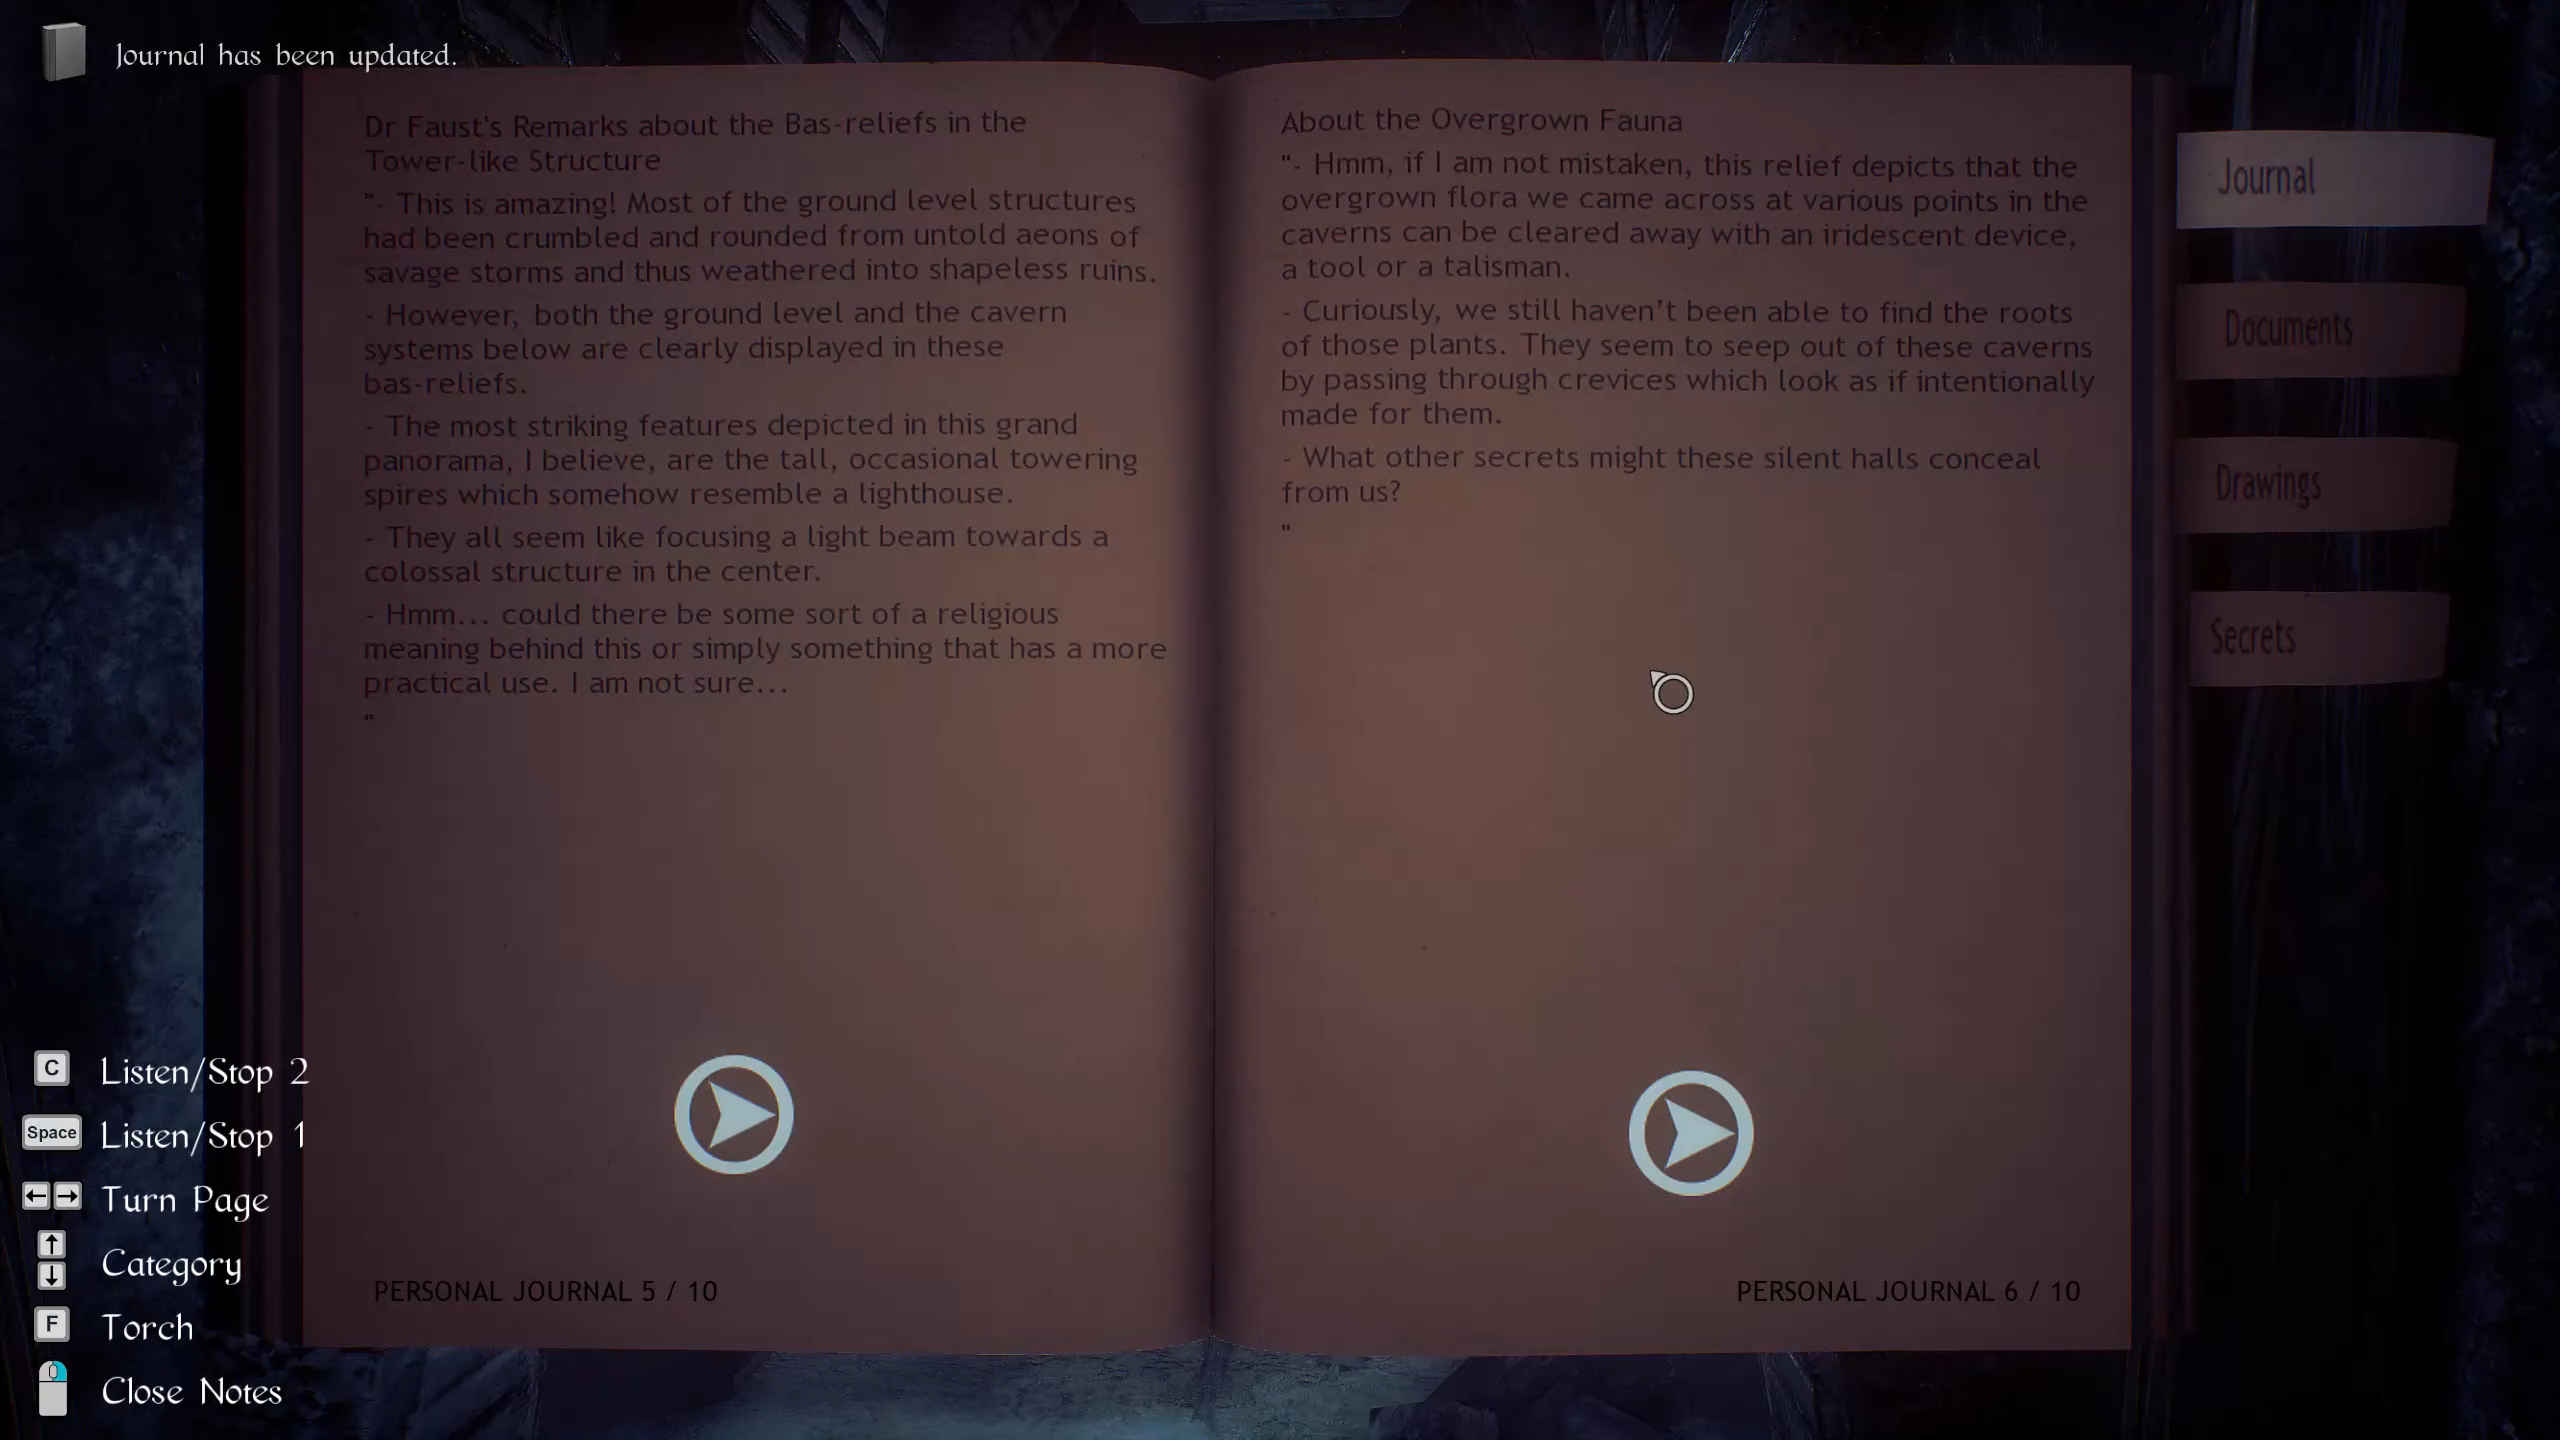 Journal has been updated.
Dr Faust's Remarks about the Bas-reliefs in the
Tower-like Structure
"- This is amazing! Most of the ground level structures
had been crumbled and rounded from untold aeons of
savage storms and thus weathered into shapeless ruins.
- However, both the ground level and the cavern
systems below are clearly displayed in these
bas-reliefs.
- The most striking features depicted in this grand
panorama, I believe, are the tall, occasional towering
spires which somehow resemble a lighthouse.
- They all seem like focusing a light beam towards a
colossal structure in the center.
- Hmm... could there be some sort of a religious
meaning behind this or simply something that has a more
practical use. I am not sure...
"
PERSONAL JOURNAL 5 / 10
About the Overgrown Fauna
"- Hmm, if I am not mistaken, this relief depicts that the
overgrown flora we came across at various points in the
caverns can be cleared away with an iridescent device,
a tool or a talisman.
- Curiously, we still haven't been able to find the roots
of those plants. They seem to seep out of these caverns
by passing through crevices which look as if intentionally
made for them.
- What other secrets might these silent halls conceal
from us?
"
PERSONAL JOURNAL 6 / 10
Journal
Documents
Drawings
Secrets
C Listen/Stop 2
Space Listen/Stop 1
← → Turn Page
↑ ↓ Category
F Torch
Close Notes